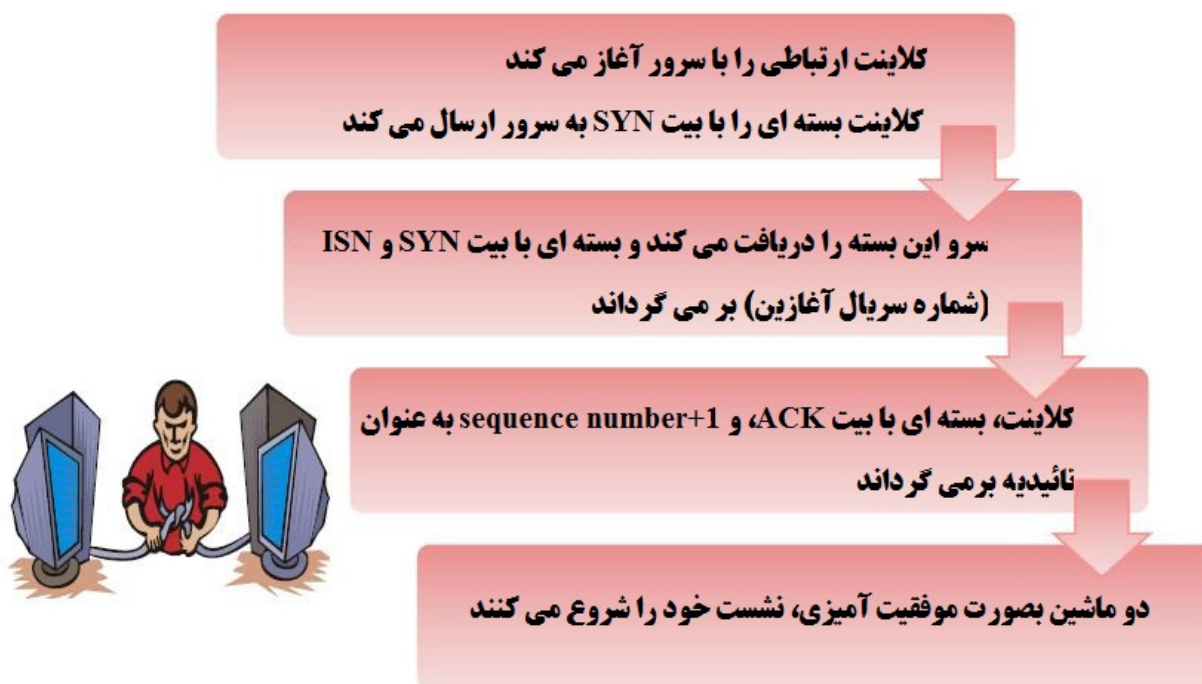 کلاینت ارتباطی را با سرور آغاز می کند
کلاینت بسته ای را با بیت SYN به سرور ارسال می کند
سرو این بسته را دریافت می کند و بسته ای با بیت SYN و ISN
(شماره سریال آغازین) بر می گرداند
کلاینت، بسته ای با بیت ACK، و sequence number+1 به عنوان
تائیدیه برمی گرداند
دو ماشین بصورت موفقیت آمیزی، نشست خود را شروع می کنند